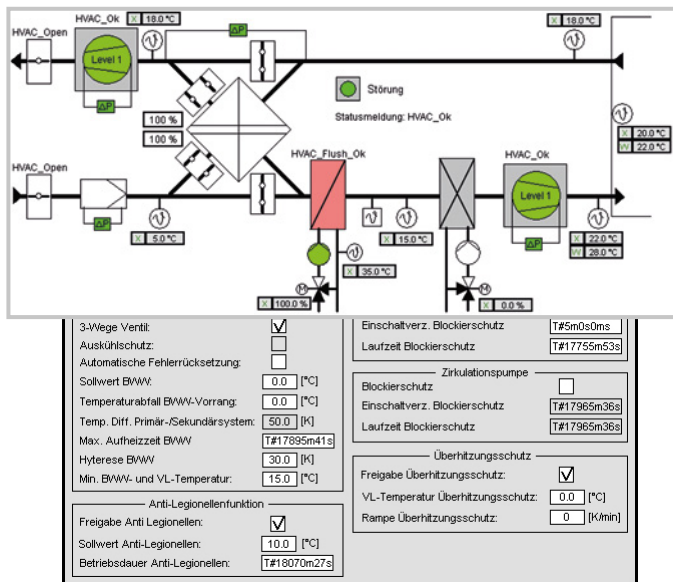 HVAC_Ok
X 18.0 °C
X 18.0 °C
HVAC_Open
ΔP
Level 1
Störung
ΔP
Statusmeldung: HVAC_Ok
100 %
100 %
X 20.0 °C
W 22.0 °C
HVAC_Open
HVAC_Flush_Ok
HVAC_Ok
Level 1
ΔP
X 5.0 °C
X 15.0 °C
ΔP
X 22.0 °C
W 28.0 °C
X 35.0 °C
M
M
X 100.0 %
X 0.0 %
3-Wege Ventil:
Auskühlschutz:
Automatische Fehlerrücksetzung:
Sollwert BWW: 0.0 [°C]
Temperaturabfall BWW-Vorrang: 0.0 [°C]
Temp. Diff. Primär-/Sekundärsystem: 50.0 [K]
Max. Aufheizzeit BWW T#17895m41s
Hyterese BWW 30.0 [K]
Min. BWW- und VL-Temperatur: 15.0 [°C]
Anti-Legionellenfunktion
Freigabe Anti Legionellen:
Sollwert Anti-Legionellen: 10.0 [°C]
Betriebsdauer Anti-Legionellen: T#18070m27s
Einschaltverz. Blockierschutz T#5m0s0ms
Laufzeit Blockierschutz T#17755m53s
Zirkulationspumpe
Blockierschutz
Einschaltverz. Blockierschutz T#17965m36s
Laufzeit Blockierschutz T#17965m36s
Überhitzungsschutz
Freigabe Überhitzungsschutz:
VL-Temperatur Überhitzungsschutz: 0.0 [°C]
Rampe Überhitzungsschutz: 0 [K/min]